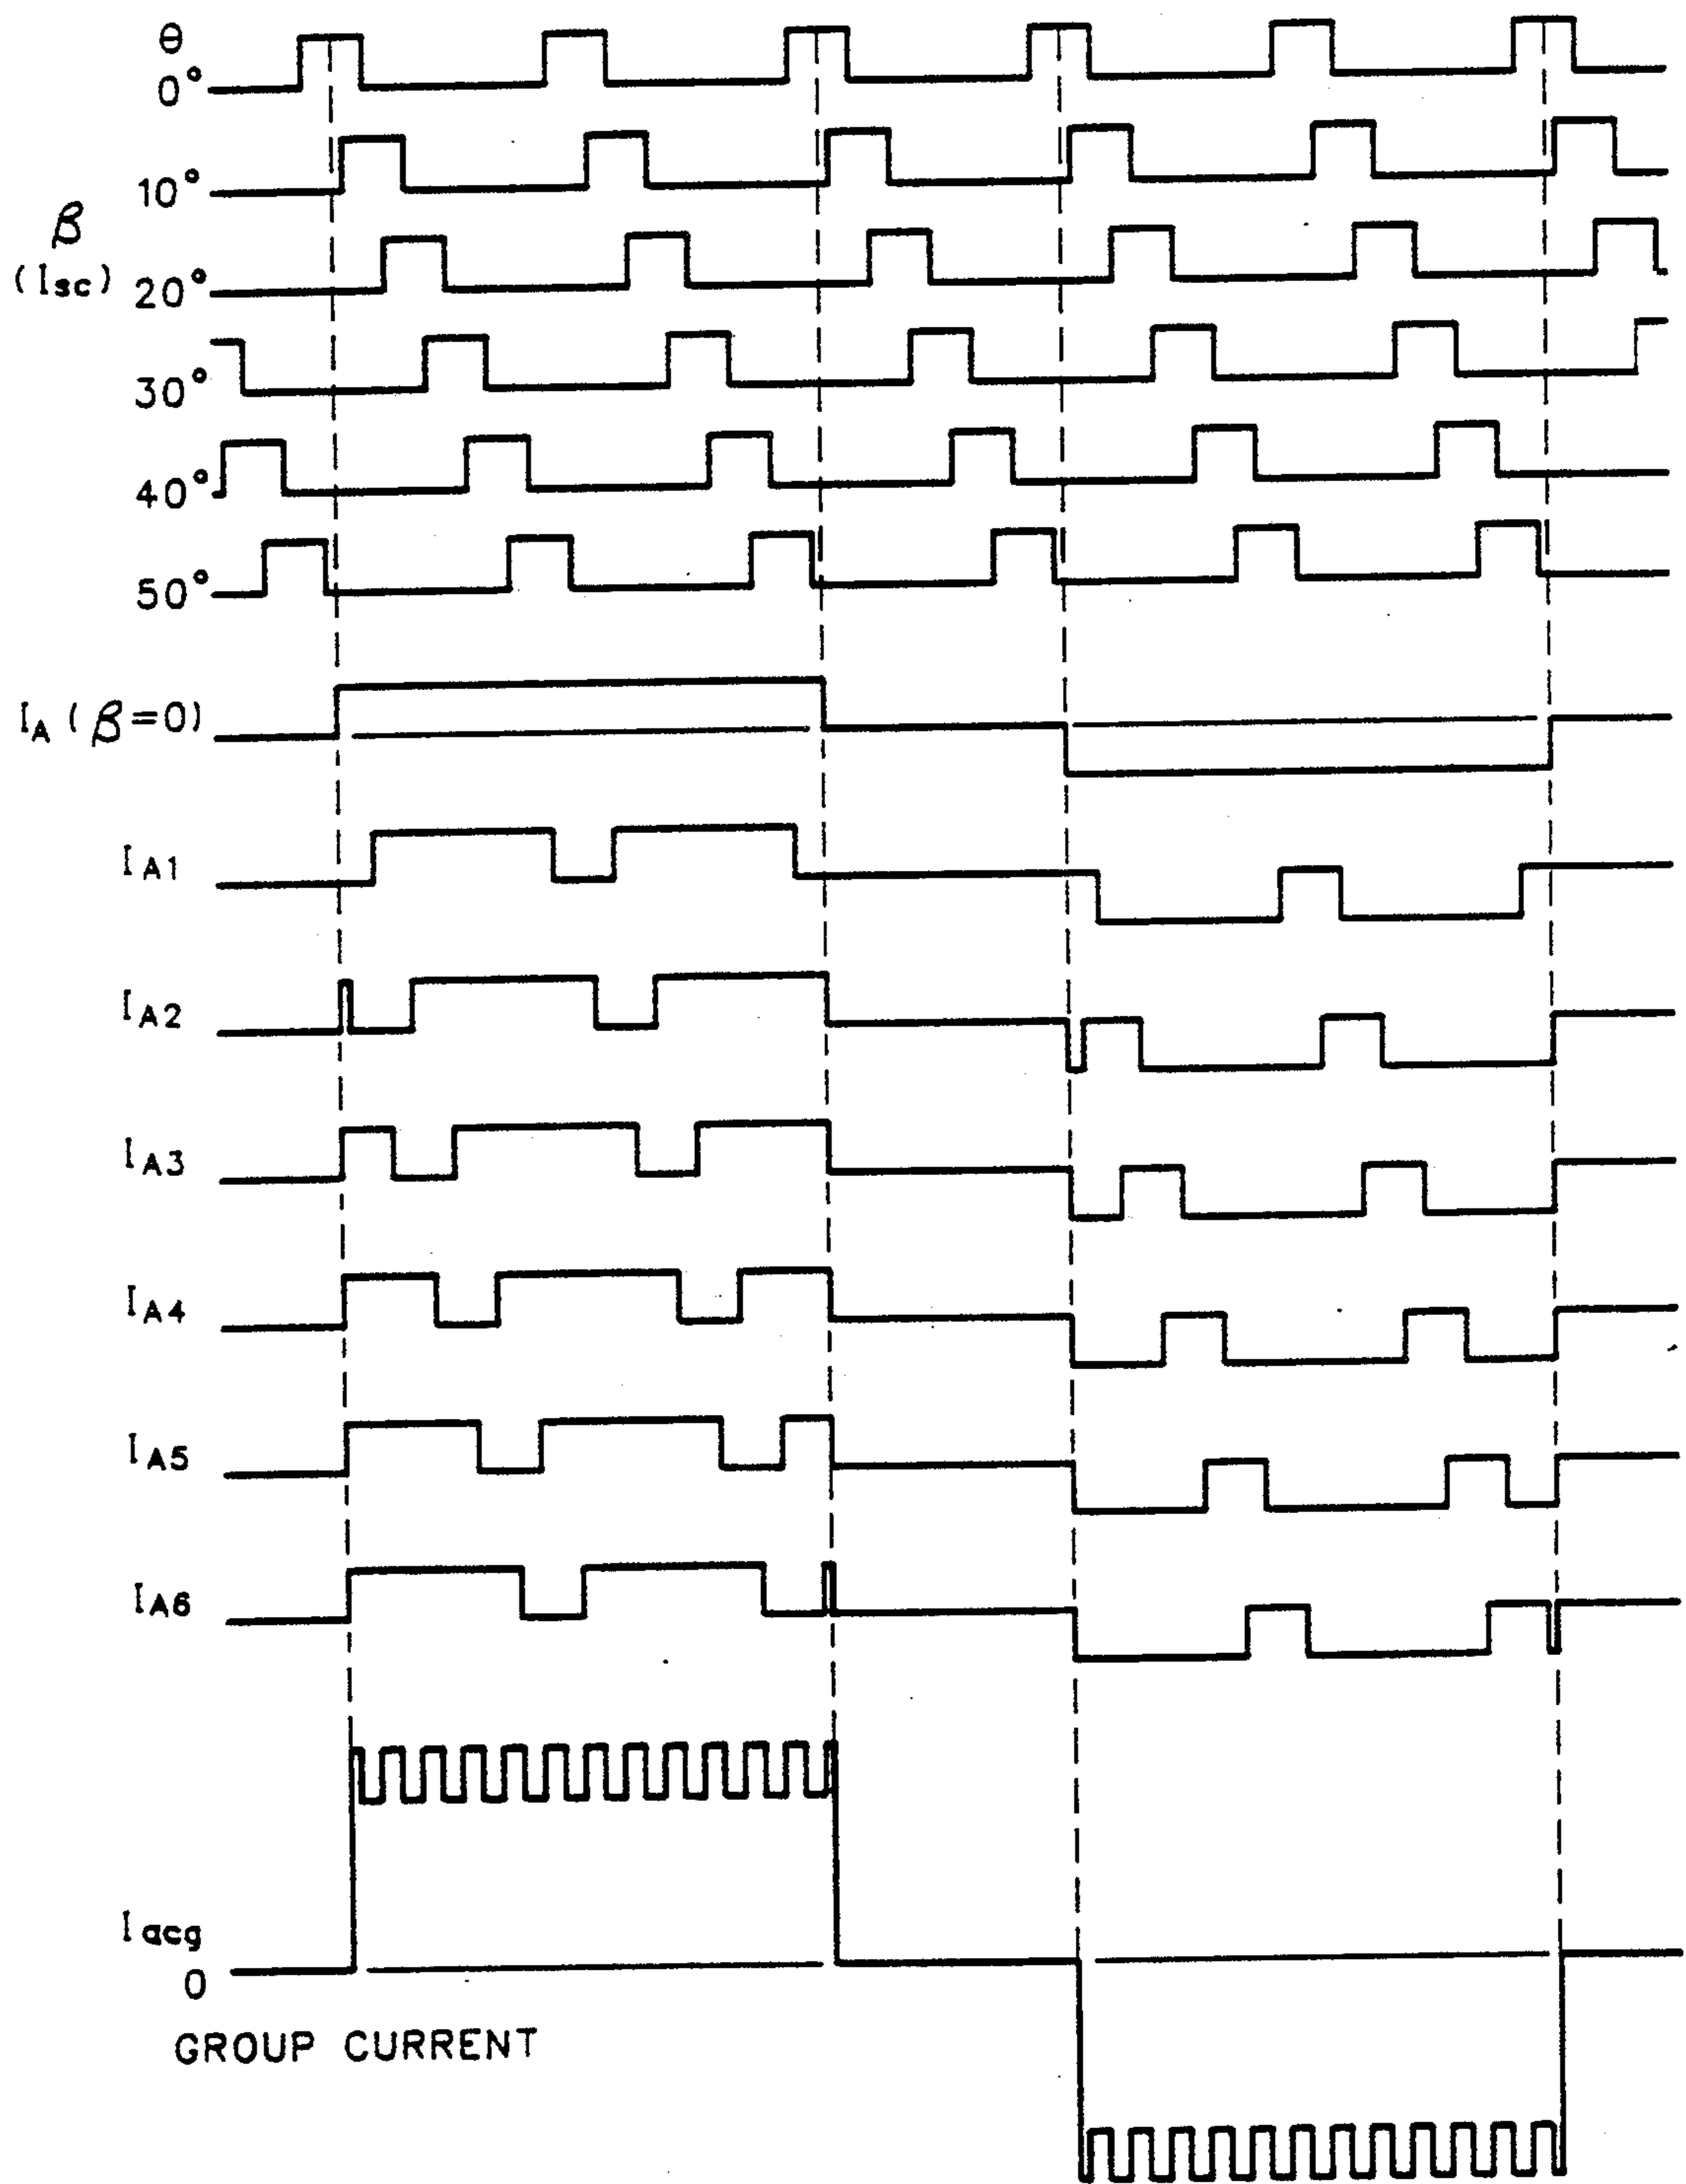 θ
0°
10°
β
(Isc) 20°
30°
40°
50°
IA (β=0)
IA1
IA2
IA3
IA4
IA5
IA6
Iacg
0
GROUP CURRENT